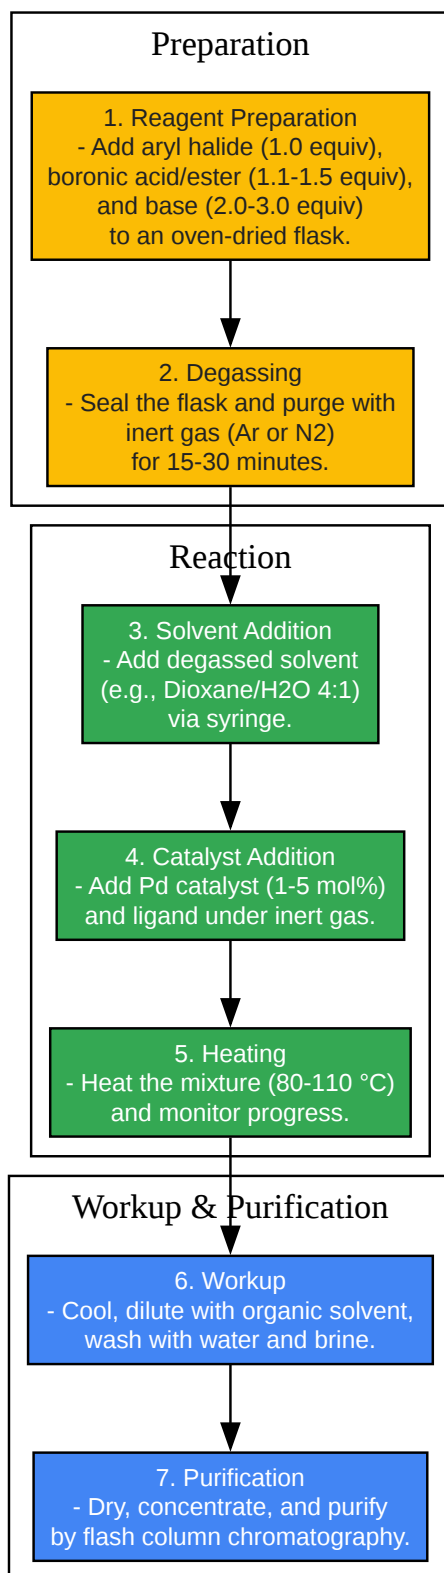 Preparation
1. Reagent Preparation
- Add aryl halide (1.0 equiv),
boronic acid/ester (1.1-1.5 equiv),
and base (2.0-3.0 equiv)
to an oven-dried flask.
2. Degassing
- Seal the flask and purge with
inert gas (Ar or N2)
for 15-30 minutes.
Reaction
3. Solvent Addition
- Add degassed solvent
(e.g., Dioxane/H2O 4:1)
via syringe.
4. Catalyst Addition
- Add Pd catalyst (1-5 mol%)
and ligand under inert gas.
5. Heating
- Heat the mixture (80-110 °C)
and monitor progress.
Workup & Purification
6. Workup
- Cool, dilute with organic solvent,
wash with water and brine.
7. Purification
- Dry, concentrate, and purify
by flash column chromatography.